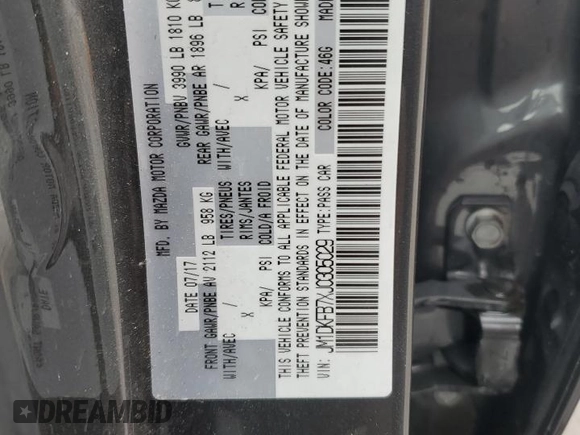 MFD. BY MAZDA MOTOR CORPORATION
DATE 07/17 GVWR/PNBV 3990 LB 1810 KG
FRONT GAWR/PNBE AV 2112 LB 958 KG REAR GAWR/PNBE AR 1896 LB
WITH/AVEC TIRES/PNEUS WITH/AVEC
X RIMS/JANTES X
KPA/ PSI COLD/A FROID KPA/ PSI COLD
THIS VEHICLE CONFORMS TO ALL APPLICABLE FEDERAL MOTOR VEHICLE SAFETY
THEFT PREVENTION STANDARDS IN EFFECT ON THE DATE OF MANUFACTURE SHOWN
VIN: JM1DKFB7XJ0305029 TYPE:PASS CAR COLOR CODE:46G
DREAMBID